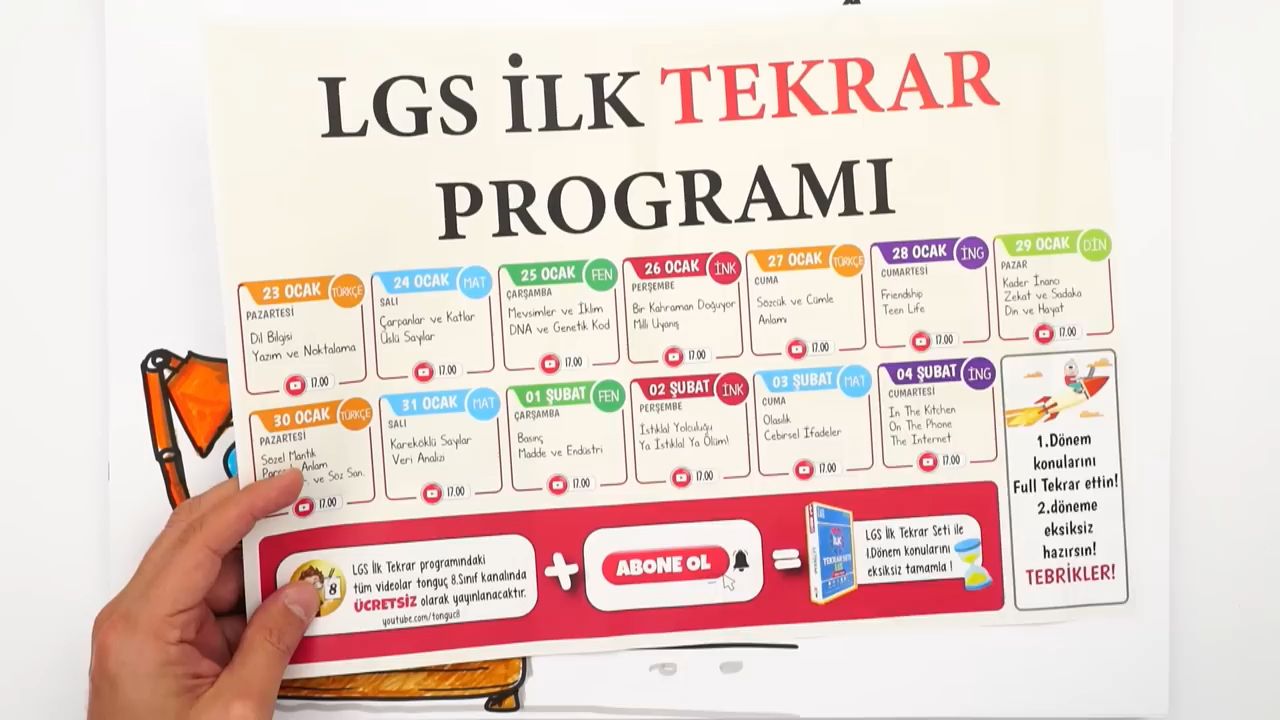 LGS İLK TEKRAR
PROGRAMI
23 OCAK TÜRKÇE
PAZARTESİ
Dil Bilgisi
Yazım ve Noktalama
17.00
24 OCAK MAT
SALI
Çarpanlar ve Katlar
Üslü Sayılar
17.00
25 OCAK FEN
ÇARŞAMBA
Mevsimler ve İklim
DNA ve Genetik Kod
17.00
26 OCAK İNK
PERŞEMBE
Bir Kahraman Doğuyor
Milli Uyanış
17.00
27 OCAK TÜRKÇE
CUMA
Sözcük ve Cümle
Anlamı
17.00
28 OCAK İNG
CUMARTESİ
Friendship
Teen Life
17.00
29 OCAK DİN
PAZAR
Kader İnancı
Zekat ve Sadaka
Din ve Hayat
17.00
30 OCAK TÜRKÇE
PAZARTESİ
Sözel Mantık
Anlam
ve Söz San.
17.00
31 OCAK MAT
SALI
Kareköklü Sayılar
Veri Analizi
17.00
01 ŞUBAT FEN
ÇARŞAMBA
Basınç
Madde ve Endüstri
17.00
02 ŞUBAT İNK
PERŞEMBE
İstiklal Yolculuğu
Ya İstiklal Ya Ölüm!
17.00
03 ŞUBAT MAT
CUMA
Olasılık
Cebirsel İfadeler
17.00
04 ŞUBAT İNG
CUMARTESİ
In The Kitchen
On The Phone
The Internet
17.00
1.Dönem
konularını
Full Tekrar ettin!
2.döneme
eksiksiz
hazırsın!
TEBRİKLER!
8
LGS İlk Tekrar programındaki
tüm videolar tonguç 8.Sınıf kanalında
ÜCRETSİZ olarak yayınlanacaktır.
youtube.com/tonguc8
+
ABONE OL
=
LGS
İLK
TEKRAR SETİ
LGS İlk Tekrar Seti ile
1.Dönem konularını
eksiksiz tamamla !